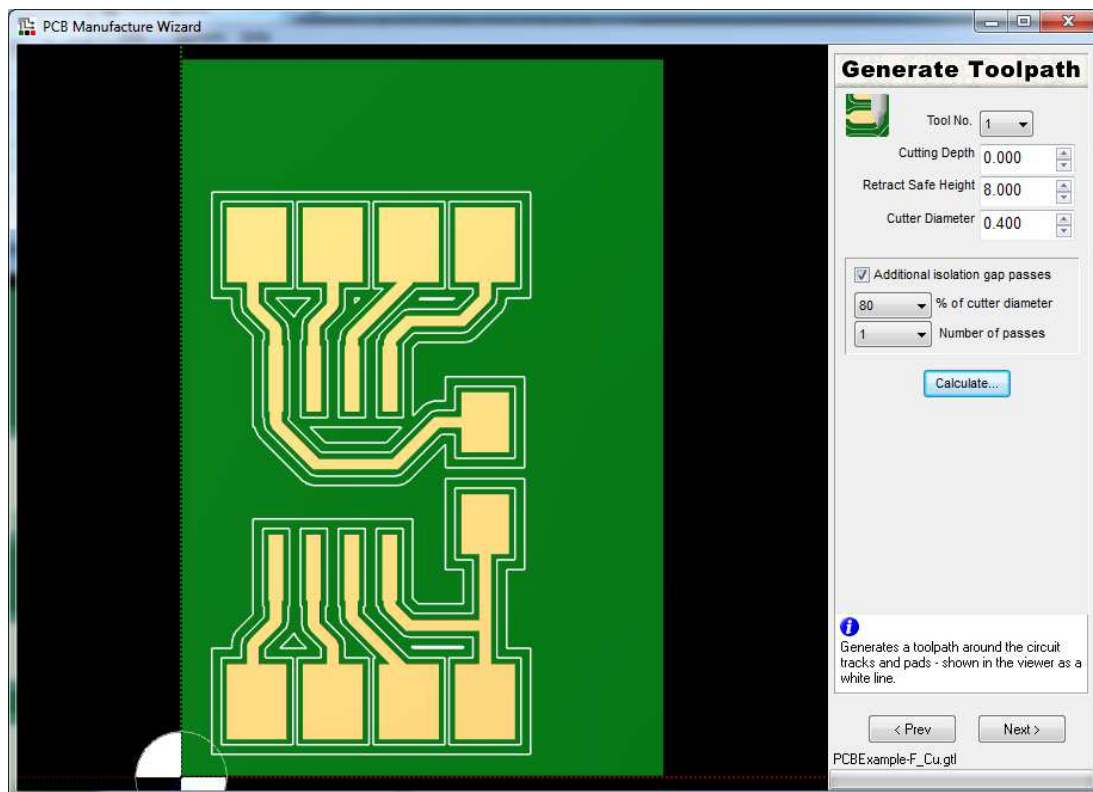 PCB Manufacture Wizard
Generate Toolpath
Tool No. 1
Cutting Depth 0.000
Retract Safe Height 8.000
Cutter Diameter 0.400
Additional isolation gap passes
80 % of cutter diameter
1 Number of passes
Calculate...
Generates a toolpath around the circuit
tracks and pads - shown in the viewer as a
white line.
< Prev Next >
PCBExample-F_Cu.gtl